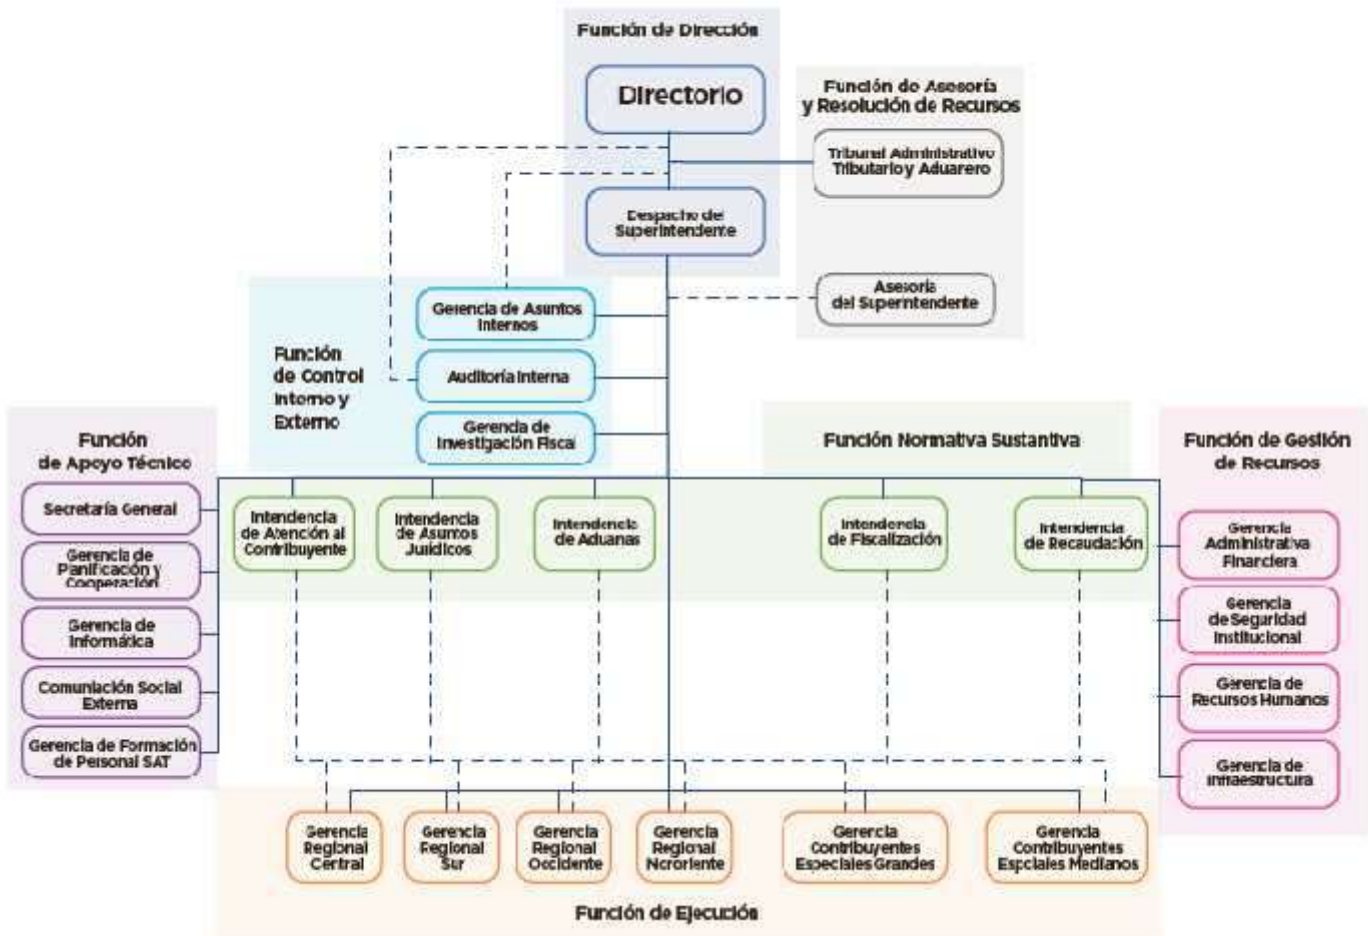 Función de Dirección
Directorio
Función de Asesoría
y Resolución de Recursos
Tribunal Administrativo
Tributario y Aduanero
Despacho del
Superintendente
Asesoría
del Superintendente
Gerencia de Asuntos
Internos
Función
de Control
Interno y
Externo
Auditoría Interna
Gerencia de
Investigación Fiscal
Función
de Apoyo Técnico
Función Normativa Sustantiva
Función de Gestión
de Recursos
Secretaría General
Gerencia de
Planificación y
Cooperación
Gerencia de
Informática
Comuniación Social
Externa
Gerencia de Formación
de Personal SAT
Intendencia
de Atención al
Contribuyente
Intendencia
de Asuntos
Jurídicos
Intendencia
de Aduanas
Intendencia
de Fiscalización
Intendencia
de Recaudación
Gerencia
Administrativa
Financiera
Gerencia
de Seguridad
Institucional
Gerencia de
Recursos Humanos
Gerencia de
Infraestructura
Gerencia
Regional
Central
Gerencia
Regional
Sur
Gerencia
Regional
Occidente
Gerencia
Regional
Nororiente
Gerencia
Contribuyentes
Especiales Grandes
Gerencia
Contribuyentes
Espciales Medianos
Función de Ejecución